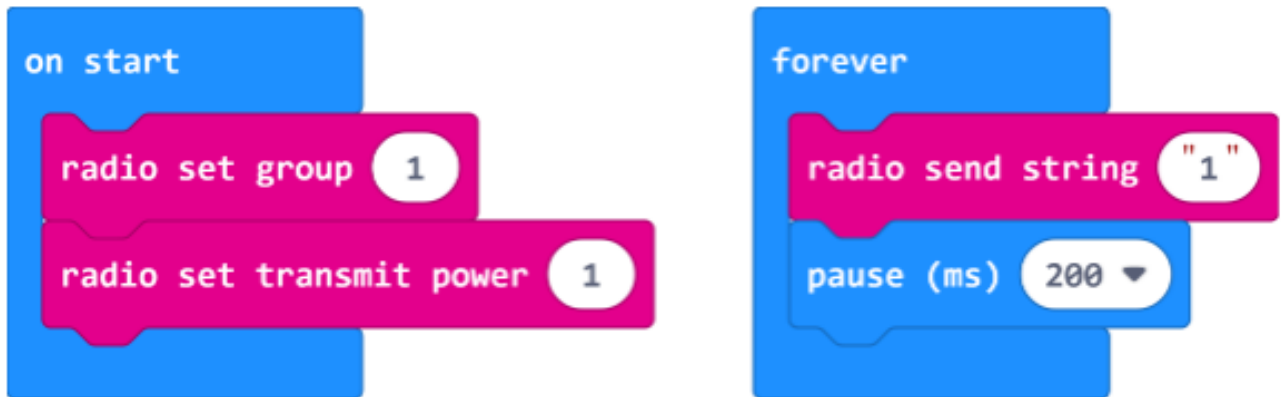 on start
radio set group 1
radio set transmit power 1
forever
radio send string "1"
pause (ms) 200